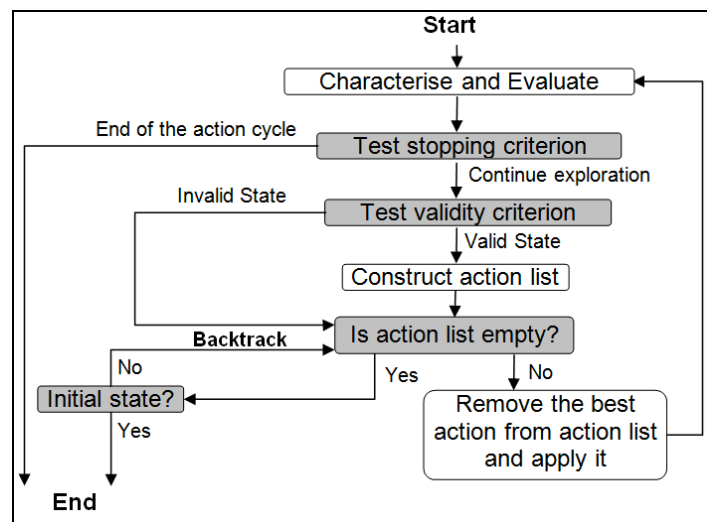 Start
Characterise and Evaluate
End of the action cycle
Test stopping criterion
Continue exploration
Invalid State
Test validity criterion
Valid State
Construct action list
Backtrack
Is action list empty?
No
Yes
No
Initial state?
Yes
Remove the best
action from action list
and apply it
End